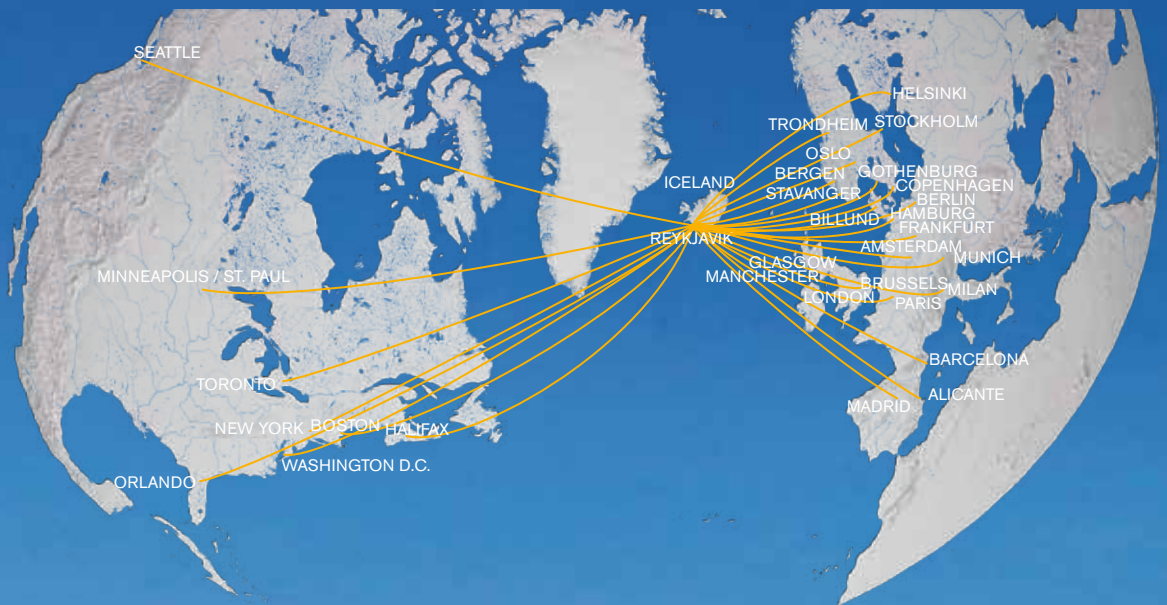 SEATTLE
HELSINKI
TRONDHEIM
STOCKHOLM
OSLO
BERGEN
GOTHENBURG
ICELAND
STAVANGER
COPENHAGEN
BERLIN
BILLUND
HAMBURG
FRANKFURT
REYKJAVIK
AMSTERDAM
MUNICH
GLASGOW
MINNEAPOLIS / ST. PAUL
MANCHESTER
BRUSSELS
MILAN
LONDON
PARIS
BARCELONA
TORONTO
ALICANTE
MADRID
NEW YORK
BOSTON
HALIFAX
WASHINGTON D.C.
ORLANDO